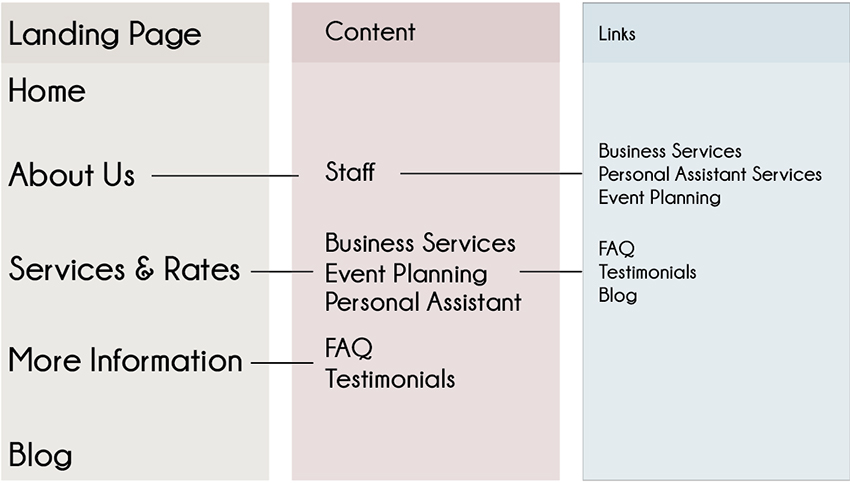 Landing Page
Content
Links
Home
About Us
Staff
Business Services
Personal Assistant Services
Event Planning
Services & Rates
Business Services
Event Planning
Personal Assistant
FAQ
Testimonials
Blog
More Information
FAQ
Testimonials
Blog